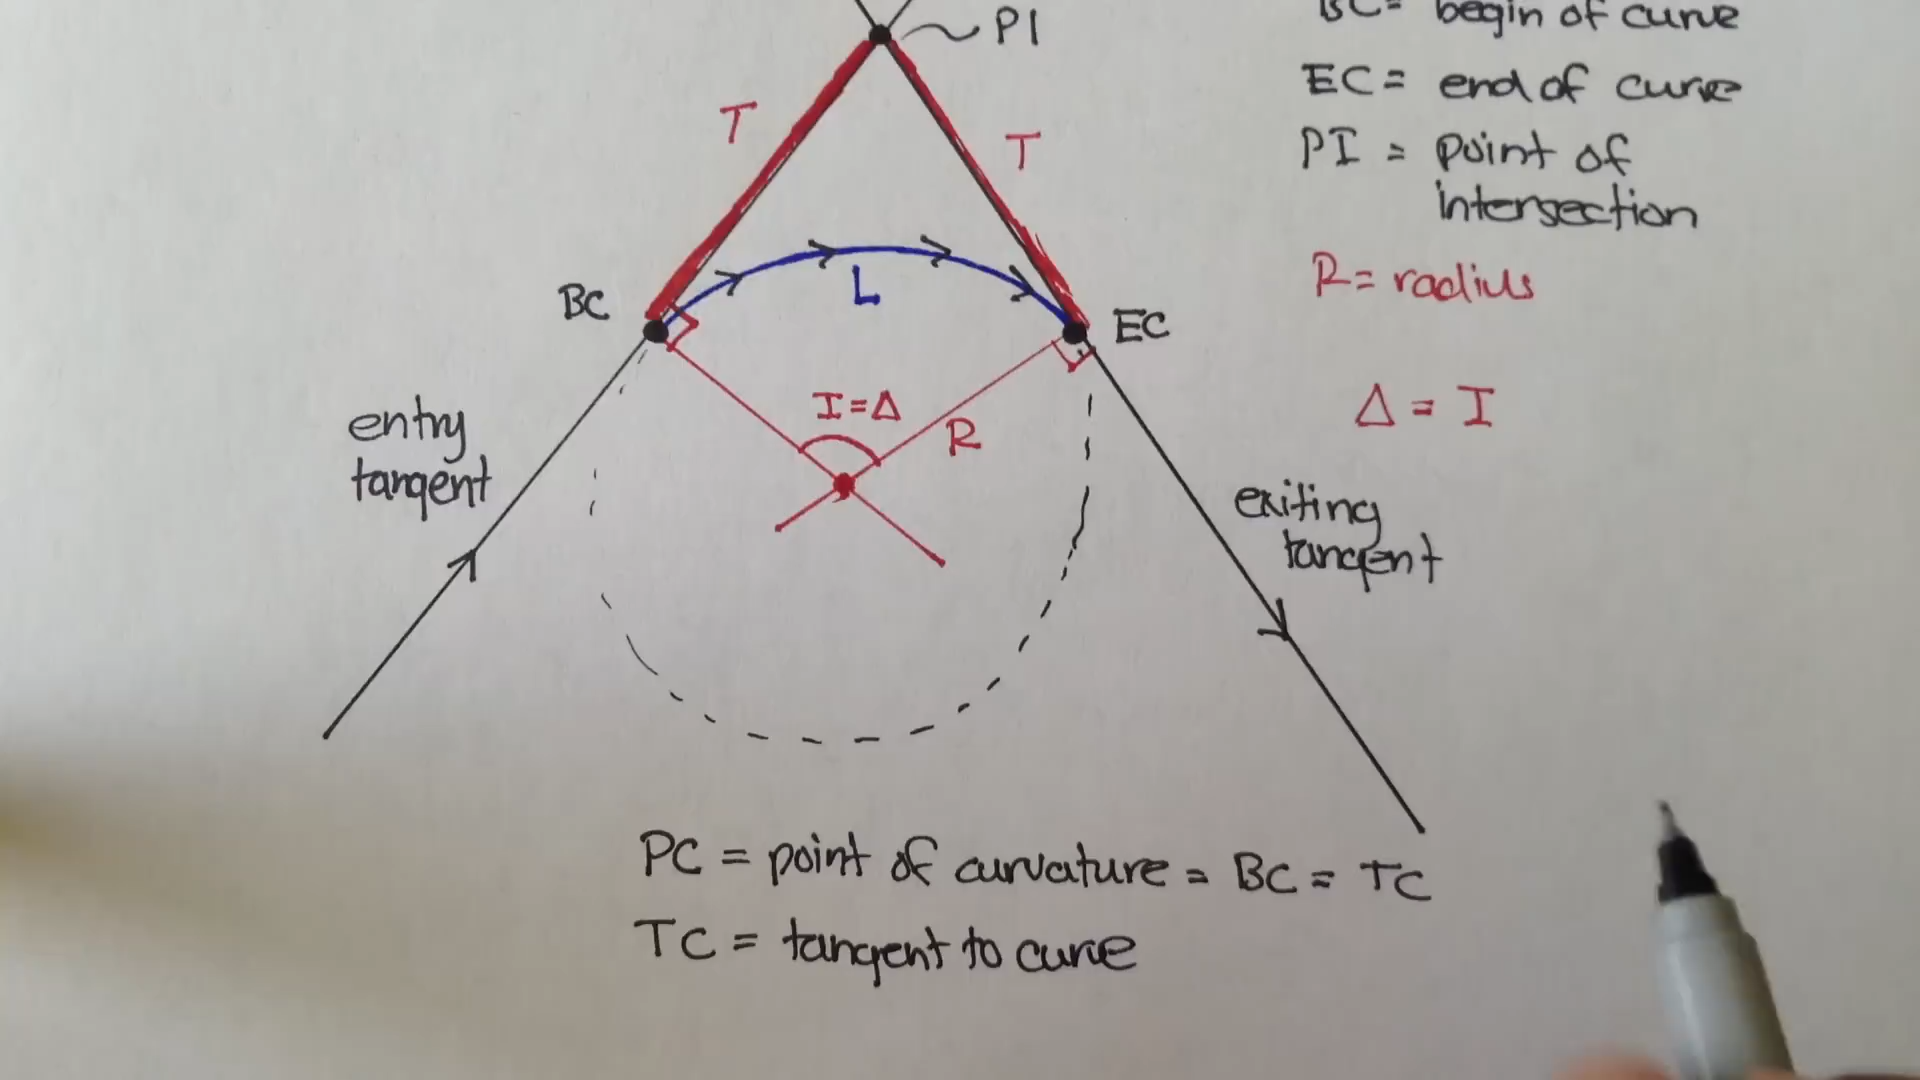 PI
BC= begin of curve
EC= end of curve
PI = point of
intersection
R= radius
Δ = I
T
T
L
BC
EC
I=Δ
R
entry
tangent
exiting
tangent
PC = point of curvature = BC = TC
TC = tangent to curve